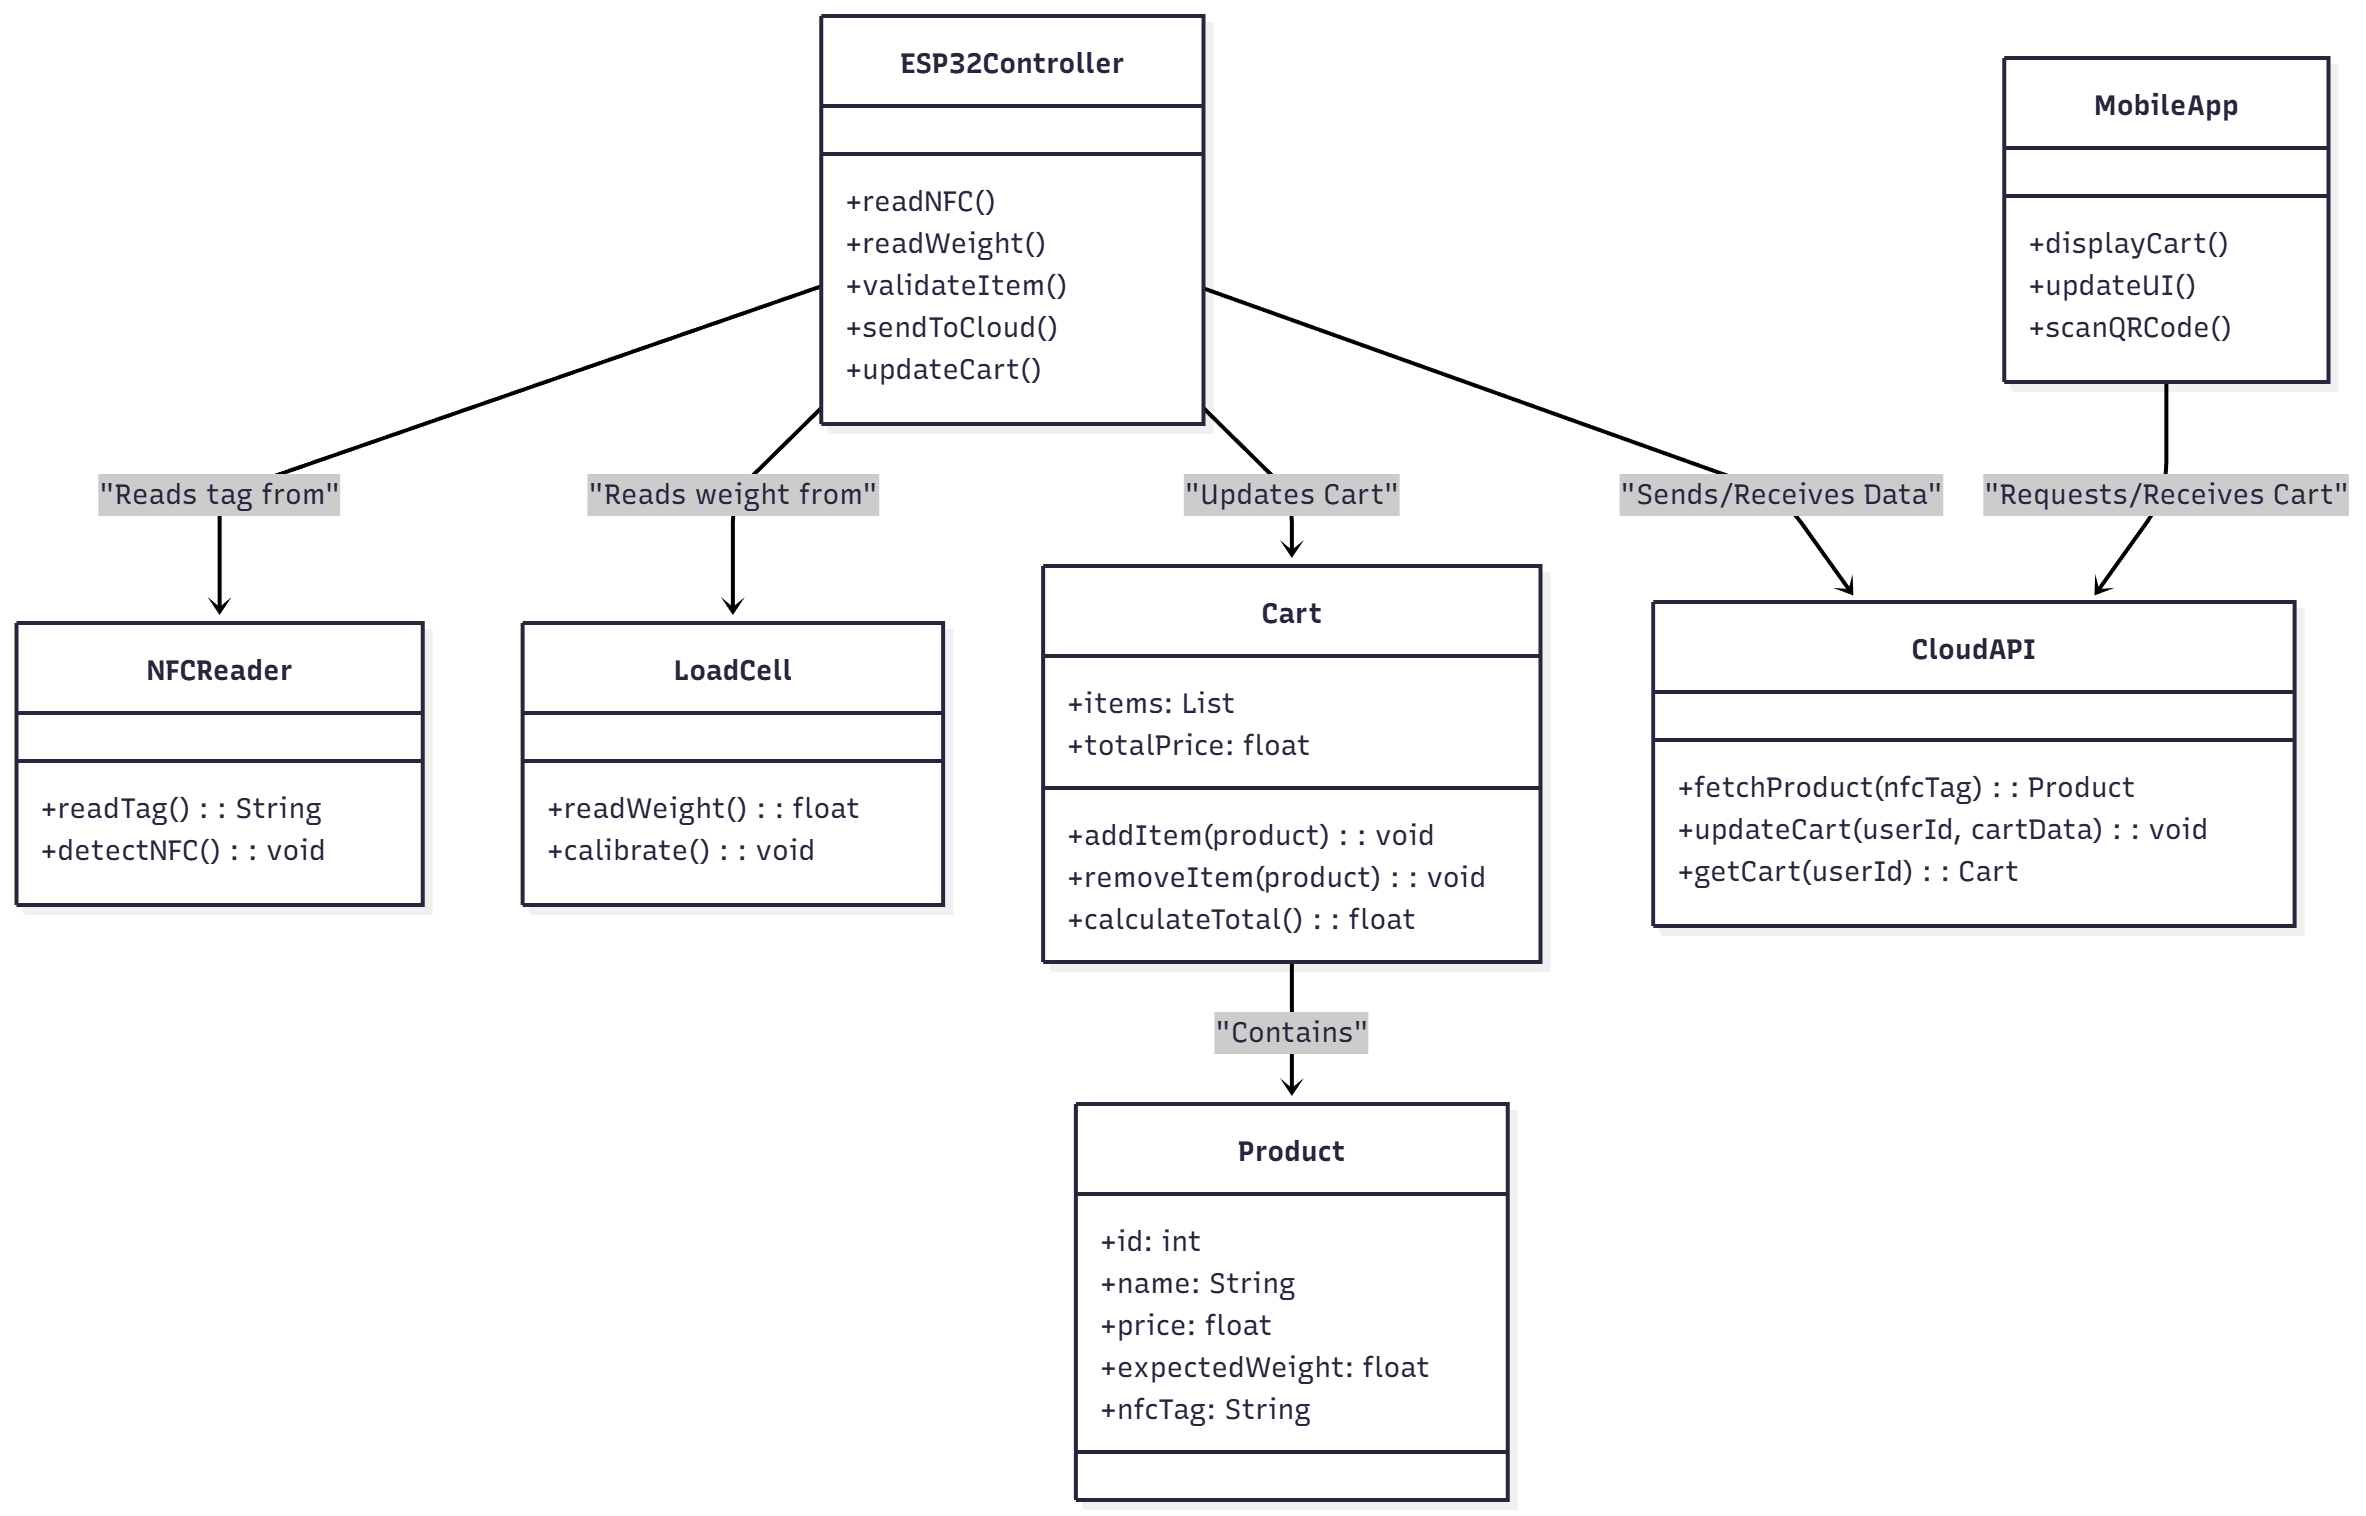 ESP32Controller
+readNFC()
+readWeight()
+validateItem()
+sendToCloud()
+updateCart()
MobileApp
+displayCart()
+updateUI()
+scanQRCode()
"Reads tag from"
"Reads weight from"
"Updates Cart"
"Sends/Receives Data"
"Requests/Receives Cart"
NFCReader
+readTag() : : String
+detectNFC() : : void
LoadCell
+readWeight() : : float
+calibrate() : : void
Cart
+items: List
+totalPrice: float
+addItem(product) : : void
+removeItem(product) : : void
+calculateTotal() : : float
CloudAPI
+fetchProduct(nfcTag) : : Product
+updateCart(userId, cartData) : : void
+getCart(userId) : : Cart
"Contains"
Product
+id: int
+name: String
+price: float
+expectedWeight: float
+nfcTag: String